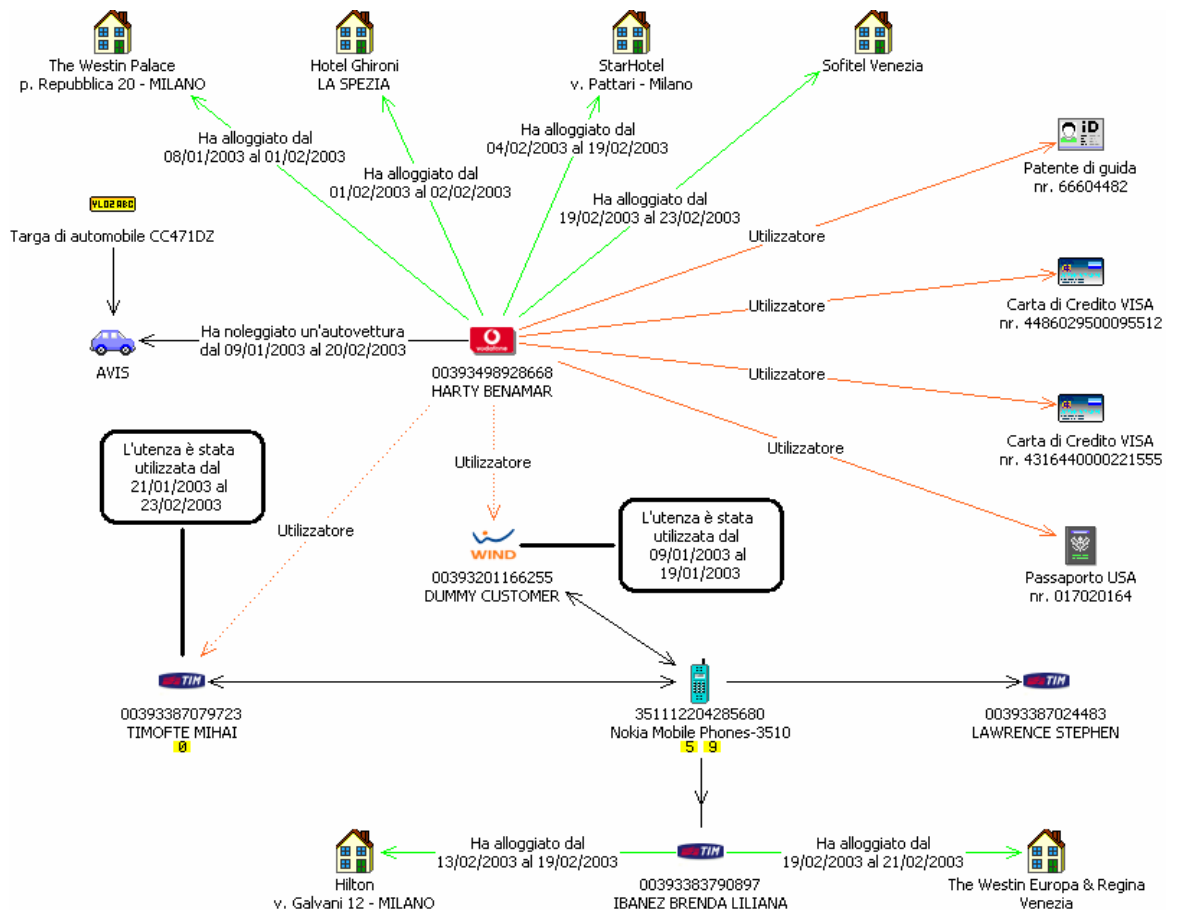 The Westin Palace
p. Repubblica 20 - MILANO
Hotel Ghironi
LA SPEZIA
StarHotel
v. Pattari - Milano
Sofitel Venezia
Ha alloggiato dal
08/01/2003 al 01/02/2003
Ha alloggiato dal
01/02/2003 al 02/02/2003
Ha alloggiato dal
04/02/2003 al 19/02/2003
Ha alloggiato dal
19/02/2003 al 23/02/2003
iD
Patente di guida
nr. 66604482
YL02 ABC
Targa di automobile CC471DZ
Utilizzatore
Utilizzatore
Carta di Credito VISA
nr. 4486029500095512
AVIS
Ha noleggiato un'autovettura
dal 09/01/2003 al 20/02/2003
vodafone
00393498928668
HARTY BENAMAR
Utilizzatore
Carta di Credito VISA
nr. 4316440000221555
L'utenza è stata
utilizzata dal
21/01/2003 al
23/02/2003
Utilizzatore
Utilizzatore
Utilizzatore
WIND
00393201166255
DUMMY CUSTOMER
L'utenza è stata
utilizzata dal
09/01/2003 al
19/01/2003
Passaporto USA
nr. 017020164
TIM
00393387079723
TIMOFTE MIHAI
0
351112204285680
Nokia Mobile Phones-3510
5 9
TIM
00393387024483
LAWRENCE STEPHEN
Hilton
v. Galvani 12 - MILANO
Ha alloggiato dal
13/02/2003 al 19/02/2003
TIM
00393383790897
IBANEZ BRENDA LILIANA
Ha alloggiato dal
19/02/2003 al 21/02/2003
The Westin Europa & Regina
Venezia